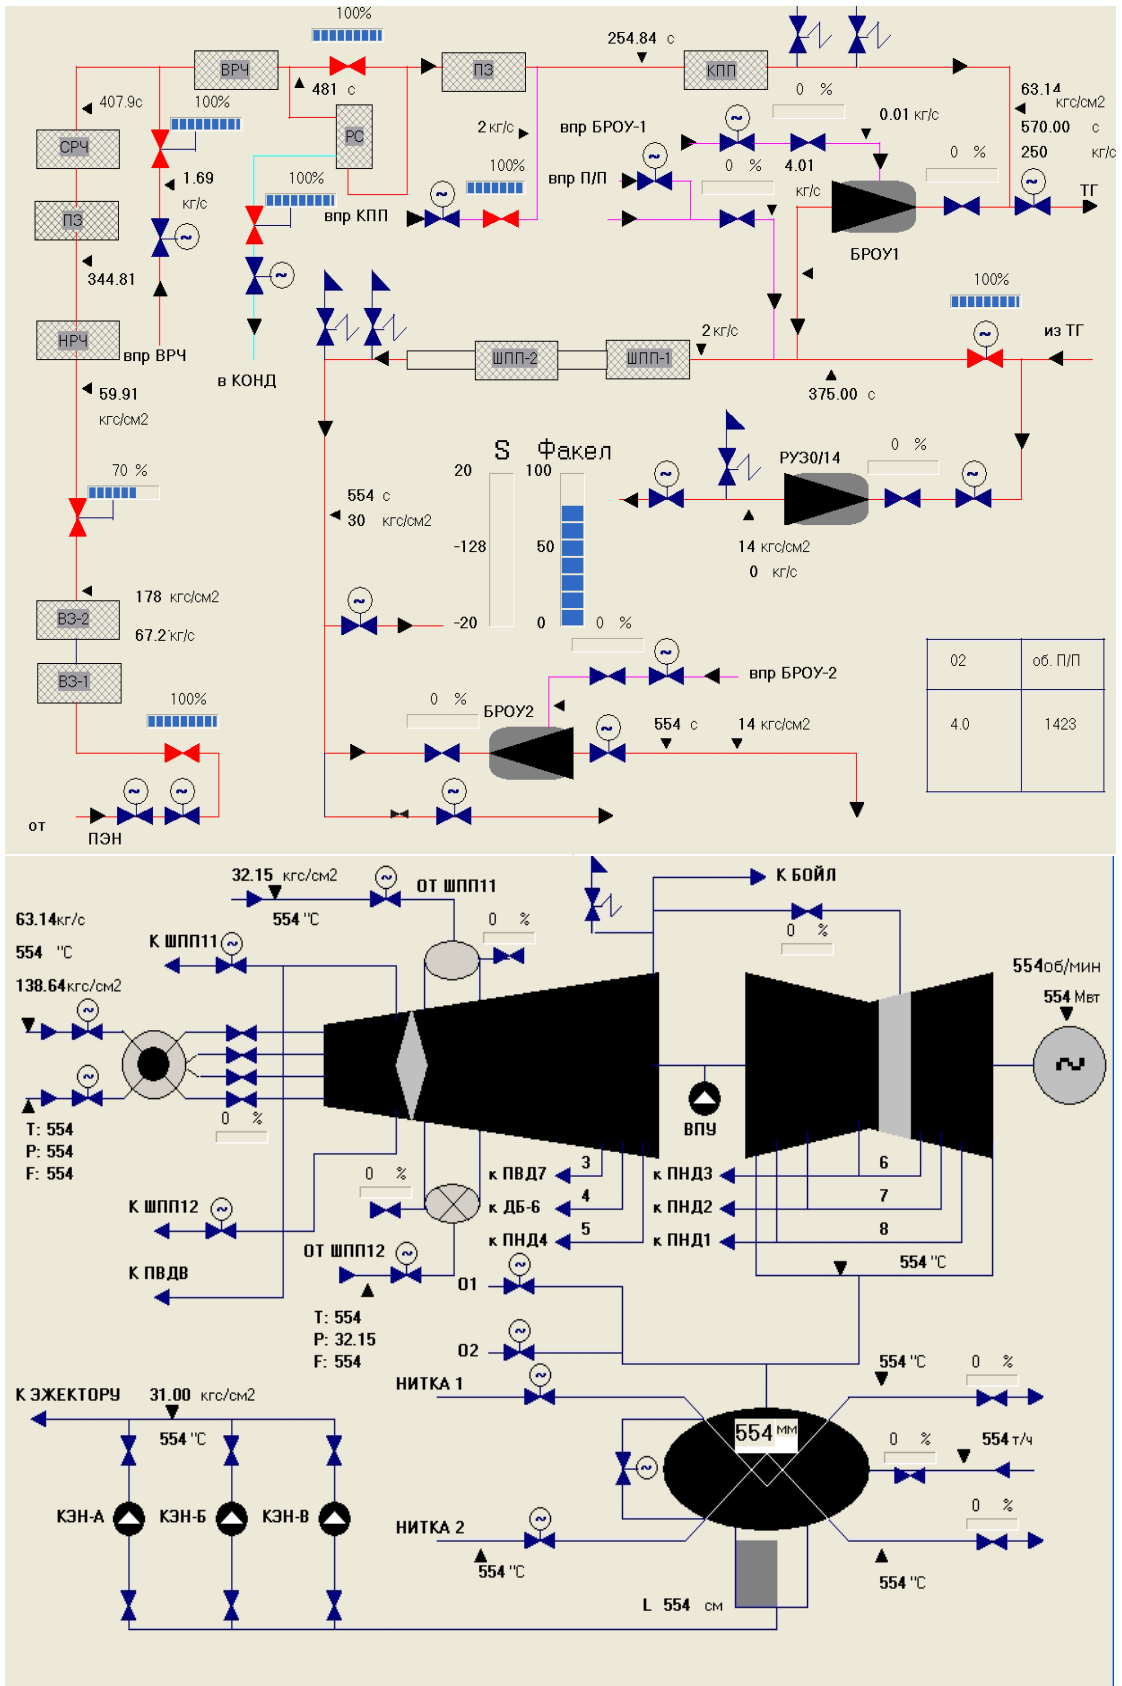 100%
ВРЧ
ПЗ
254.84 с
КПП
481 с
407.9с
100%
РС
СРЧ
0 %
63.14
кгс/см2
570.00 с
250 кг/с
0.01 кг/с
2 кг/с
впр БРОУ-1
0 %
4.01
кг/с
0 %
впр П/П
ТГ
1.69
кг/с
100%
100%
впр КПП
ПЗ
БРОУ1
344.81
100%
НРЧ
впр ВРЧ
2 кг/с
из ТГ
ШПП-2
ШПП-1
в КОНД
59.91
кгс/см2
375.00 с
S Факел
РУ30/14
0 %
70 %
20
100
554 с
30 кгс/см2
-128
50
14 кгс/см2
0 кг/с
178 кгс/см2
ВЗ-2
67.2 кг/с
-20
0
0 %
02
об. П/П
ВЗ-1
впр БРОУ-2
100%
0 %
БРОУ2
554 с
14 кгс/см2
4.0
1423
от
ПЭН
32.15 кгс/см2
ОТ ШПП11
К БОЙЛ
554 "С
0 %
63.14кг/с
0 %
К ШПП11
554 "С
554об/мин
138.64кгс/см2
554 Мвт
0 %
ВПУ
Т: 554
Р: 554
F: 554
0 %
к ПВД7
3
к ПНД3
6
К ШПП12
к ДБ-6
4
к ПНД2
7
к ПНД4
5
к ПНД1
8
ОТ ШПП12
554 "С
К ПВДВ
01
Т: 554
Р: 32.15
F: 554
02
554 "С
0 %
НИТКА 1
К ЭЖЕКТОРУ
31.00 кгс/см2
554 "С
554 мм
0 %
554 т/ч
КЭН-А
КЭН-Б
КЭН-В
0 %
НИТКА 2
554 "С
554 "С
L 554 см